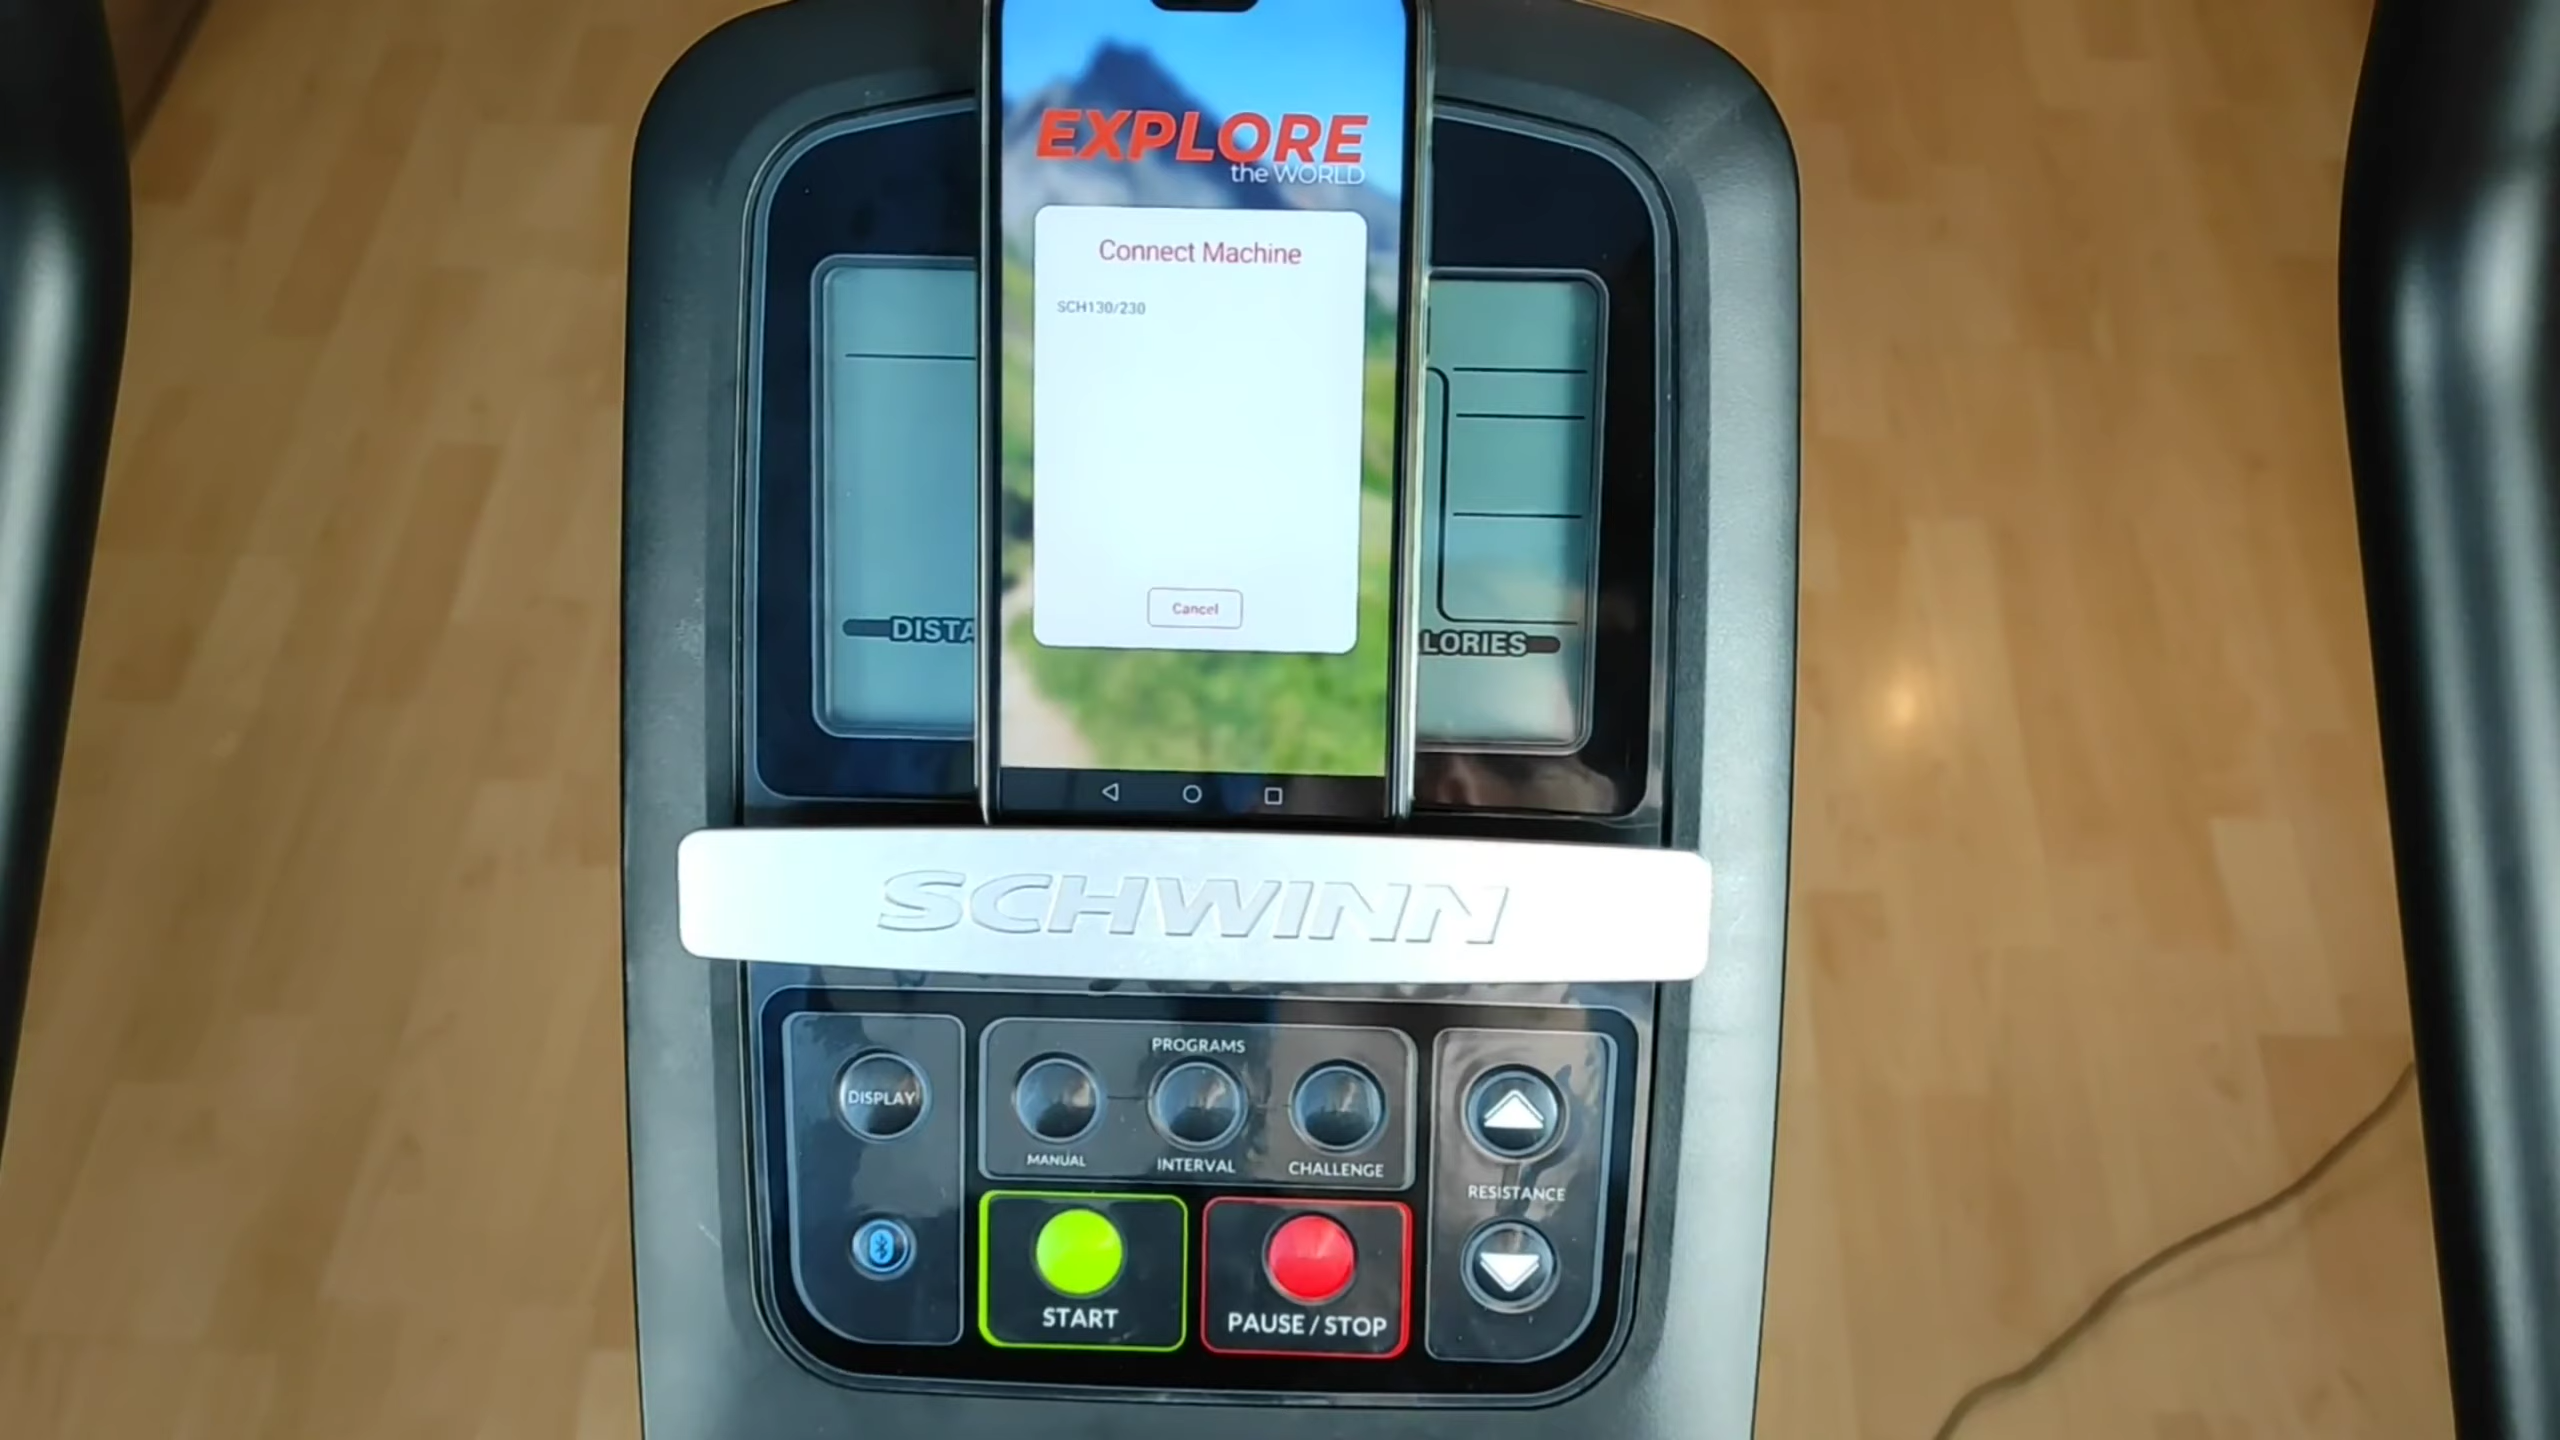 EXPLORE
the WORLD
Connect Machine
SCH130/230
Cancel
DISTA
LORIES
SCHWINN
PROGRAMS
DISPLAY
MANUAL
INTERVAL
CHALLENGE
RESISTANCE
START
PAUSE / STOP